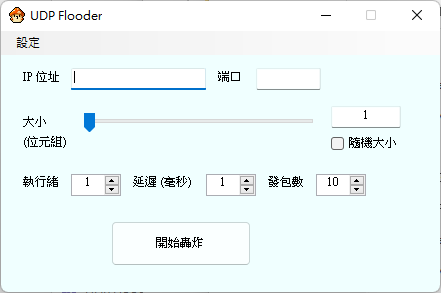 UDP Flooder
設定
IP 位址 端口
大小 1
(位元組) 隨機大小
執行緒 1 延遲 (毫秒) 1 發包數 10
開始轟炸